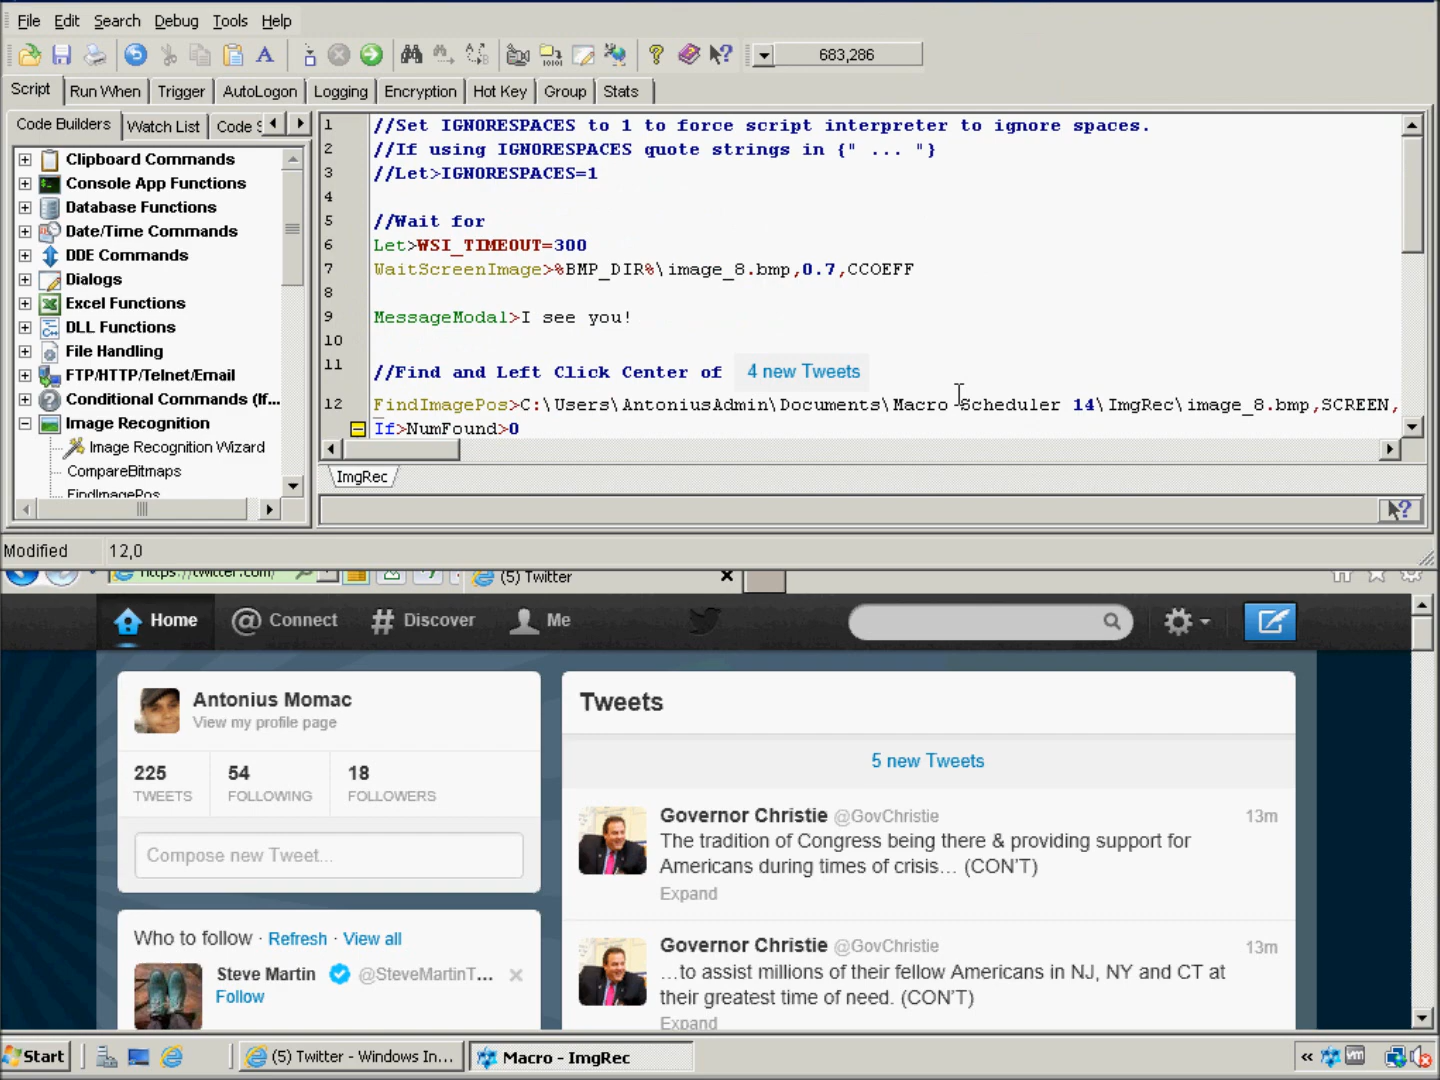 File Edit Search Debug Tools Help
683,286
Script Run When Trigger AutoLogon Logging Encryption Hot Key Group Stats
Code Builders Watch List Code S
Clipboard Commands
Console App Functions
Database Functions
Date/Time Commands
DDE Commands
Dialogs
Excel Functions
DLL Functions
File Handling
FTP/HTTP/Telnet/Email
Conditional Commands (If...
Image Recognition
Image Recognition Wizard
CompareBitmaps
FindImagePos
1 //Set IGNORESPACES to 1 to force script interpreter to ignore spaces.
2 //If using IGNORESPACES quote strings in {" ... "}
3 //Let>IGNORESPACES=1
4
5 //Wait for
6 Let>WSI_TIMEOUT=300
7 WaitScreenImage>%BMP_DIR%\image_8.bmp,0.7,CCOEFF
8
9 MessageModal>I see you!
10
11 //Find and Left Click Center of 4 new Tweets
12 FindImagePos>C:\Users\AntoniusAdmin\Documents\Macro Scheduler 14\ImgRec\image_8.bmp,SCREEN,
If>NumFound>0
ImgRec
Modified 12,0
https://twitter.com/ (5) Twitter
Home @ Connect # Discover Me
Antonius Momac
View my profile page
225 54 18
TWEETS FOLLOWING FOLLOWERS
Compose new Tweet...
Who to follow · Refresh · View all
Steve Martin @SteveMartinT...
Follow
Tweets
5 new Tweets
Governor Christie @GovChristie 13m
The tradition of Congress being there & providing support for
Americans during times of crisis... (CON'T)
Expand
Governor Christie @GovChristie 13m
...to assist millions of their fellow Americans in NJ, NY and CT at
their greatest time of need. (CON'T)
Expand
Start (5) Twitter - Windows In... Macro - ImgRec